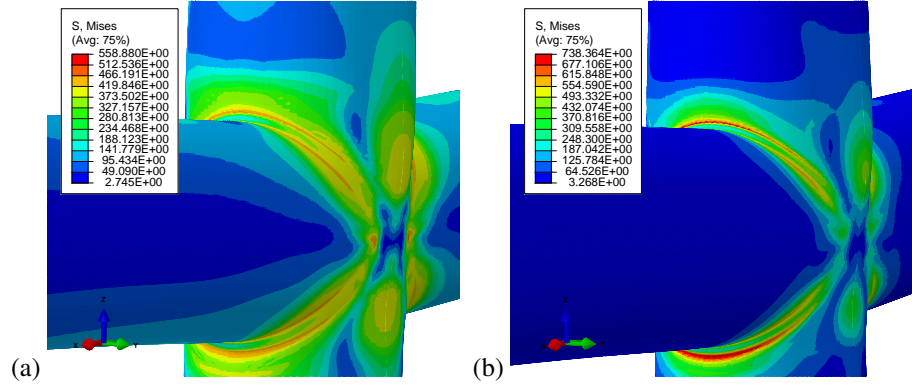 S, Mises
(Avg: 75%)
558.880E+00
512.536E+00
466.191E+00
419.846E+00
373.502E+00
327.157E+00
280.813E+00
234.468E+00
188.123E+00
141.779E+00
95.434E+00
49.090E+00
2.745E+00
Z
X
Y
(a)
S, Mises
(Avg: 75%)
738.364E+00
677.106E+00
615.848E+00
554.590E+00
493.332E+00
432.074E+00
370.816E+00
309.558E+00
248.300E+00
187.042E+00
125.784E+00
64.526E+00
3.268E+00
Z
X
Y
(b)